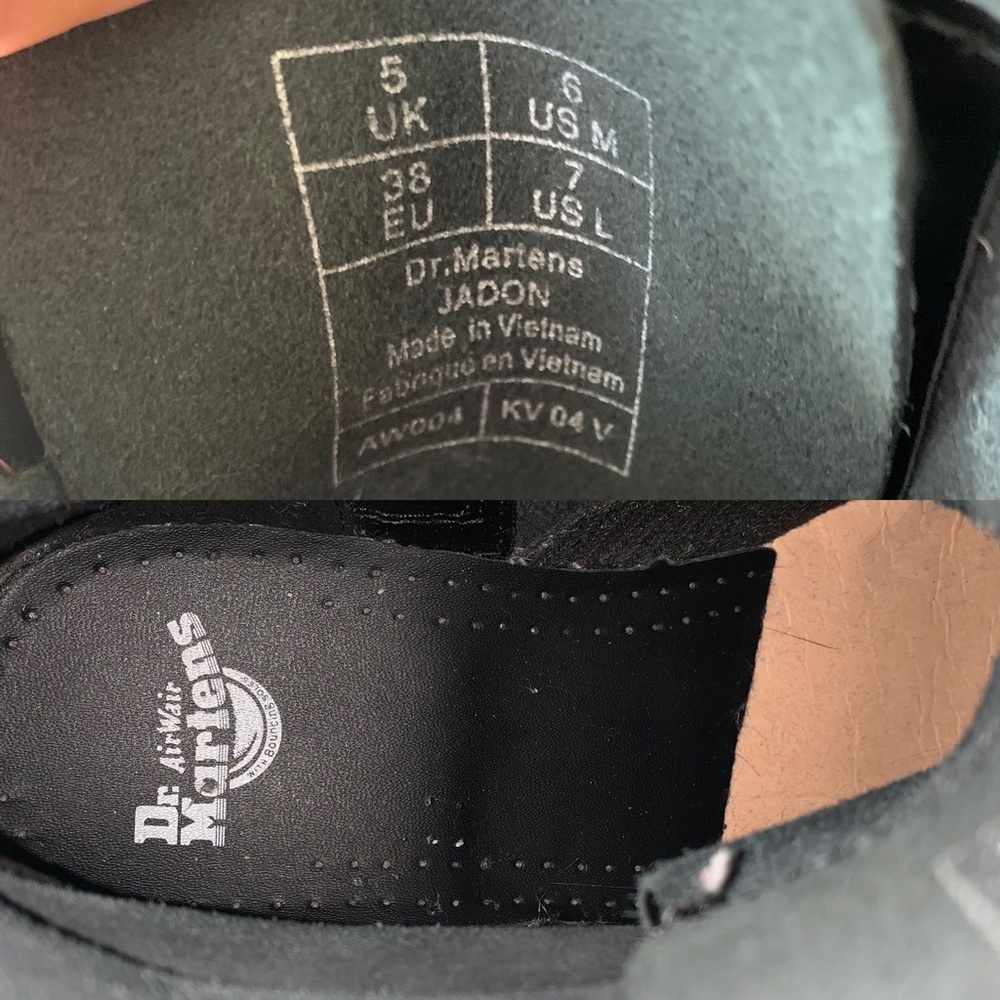 5 UK
6 US M
38 EU
7 US L
Dr.Martens
JADON
Made in Vietnam
Fabriqué en Vietnam
AW004
KV 04 V
Dr. AirWair
Martens
WITH Bouncing SOLES